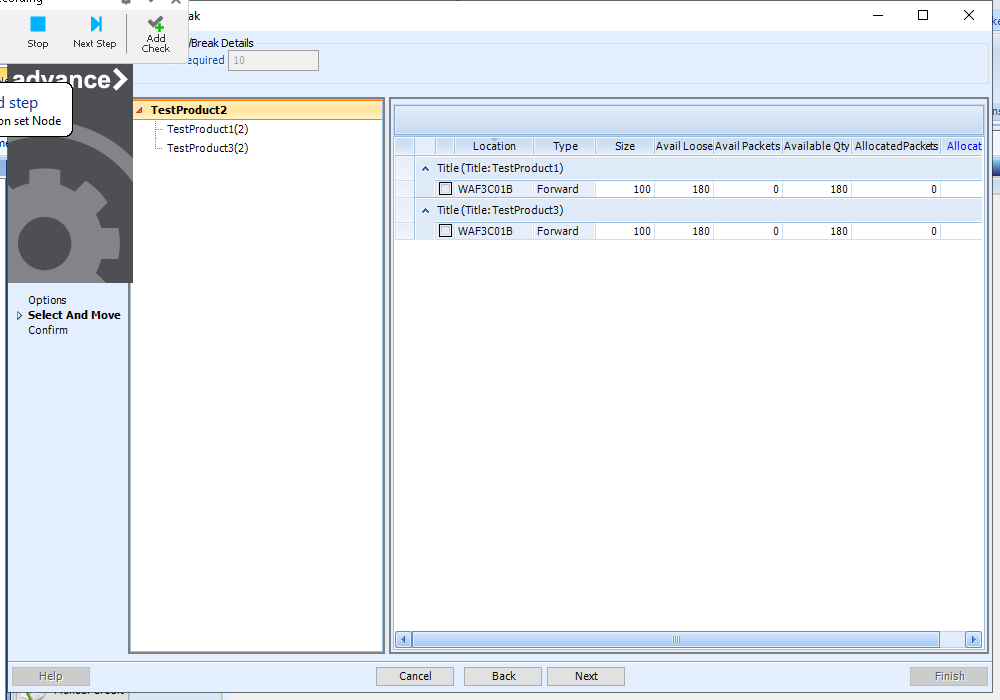 Stop
Next Step
Add
Check
/Break Details
10
advance
step
on set Node
TestProduct2
TestProduct1(2)
TestProduct3(2)
Location Type Size Avail Loose Avail Packets Available Qty AllocatedPackets Allocat
Title (Title: TestProduct1)
WAF3C01B Forward 100 180 0 180 0
Title (Title: TestProduct3)
WAF3C01B Forward 100 180 0 180 0
Options
Select And Move
Confirm
Help Cancel Back Next Finish